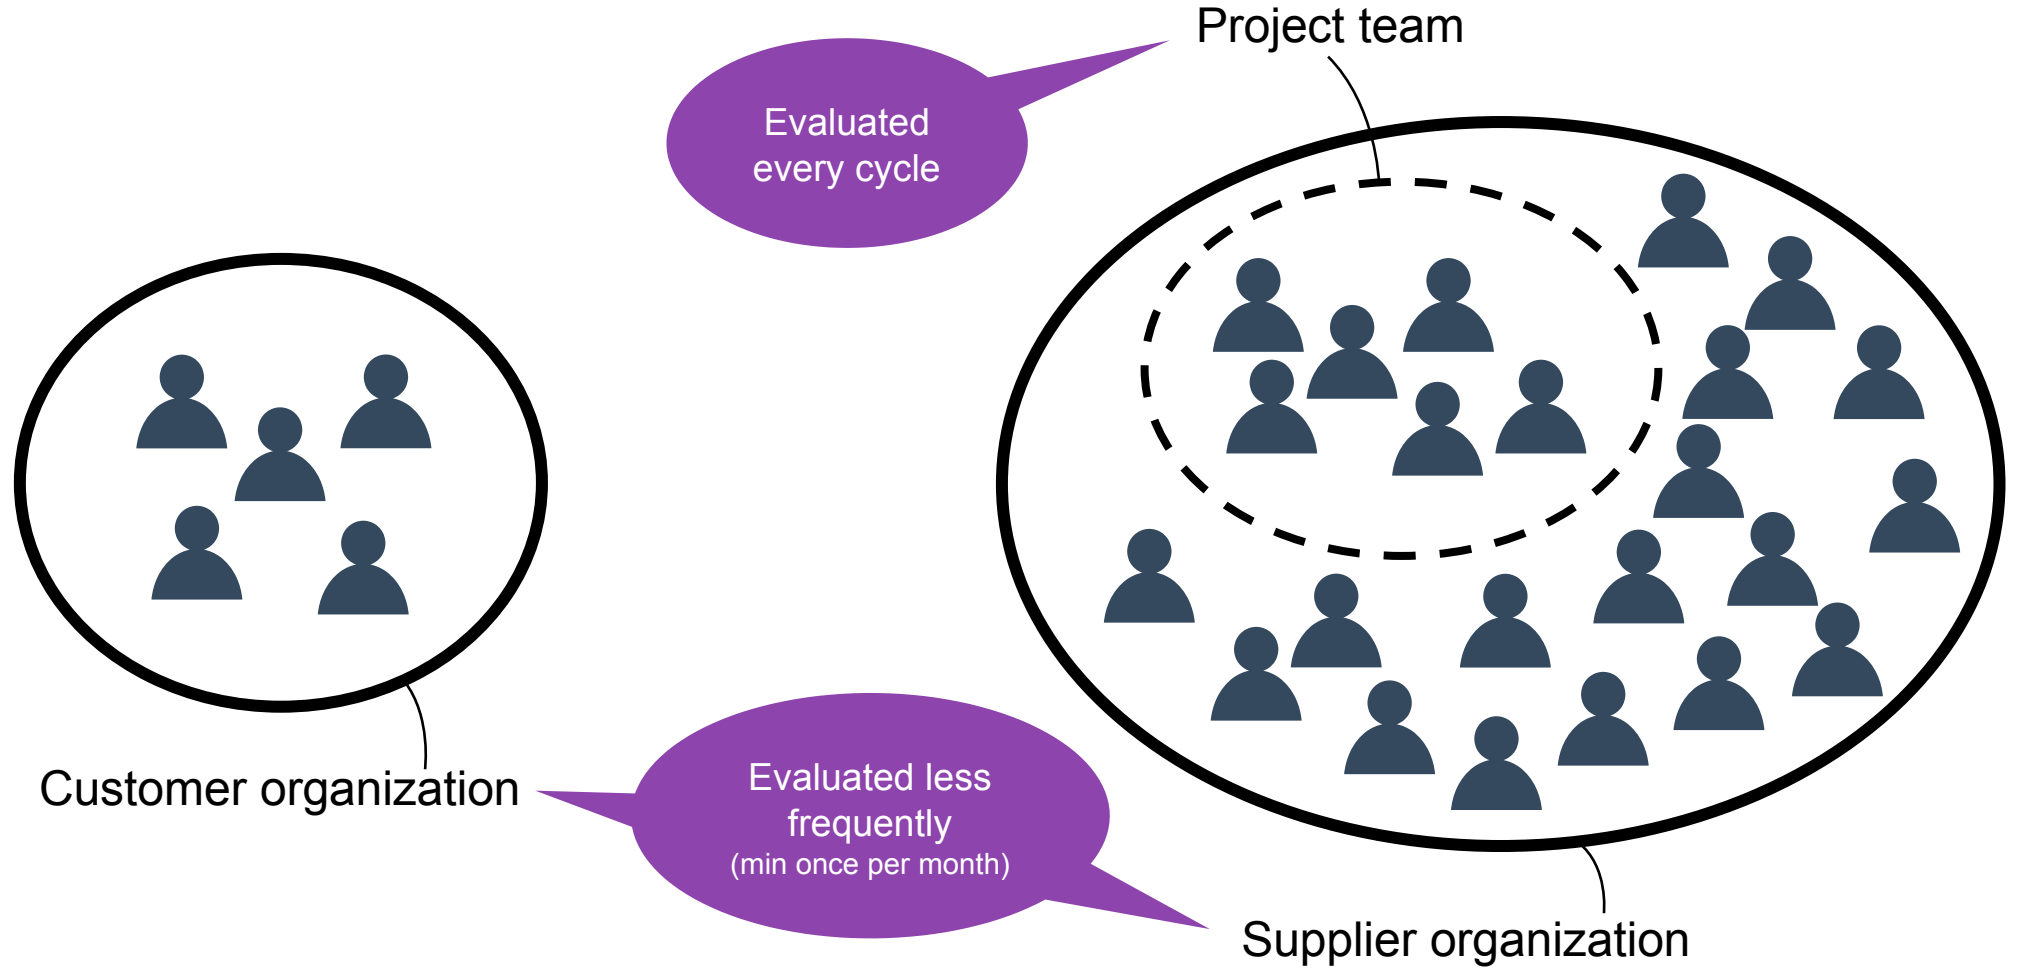 Project team
Evaluated
every cycle
Customer organization
Evaluated less
frequently
(min once per month)
Supplier organization